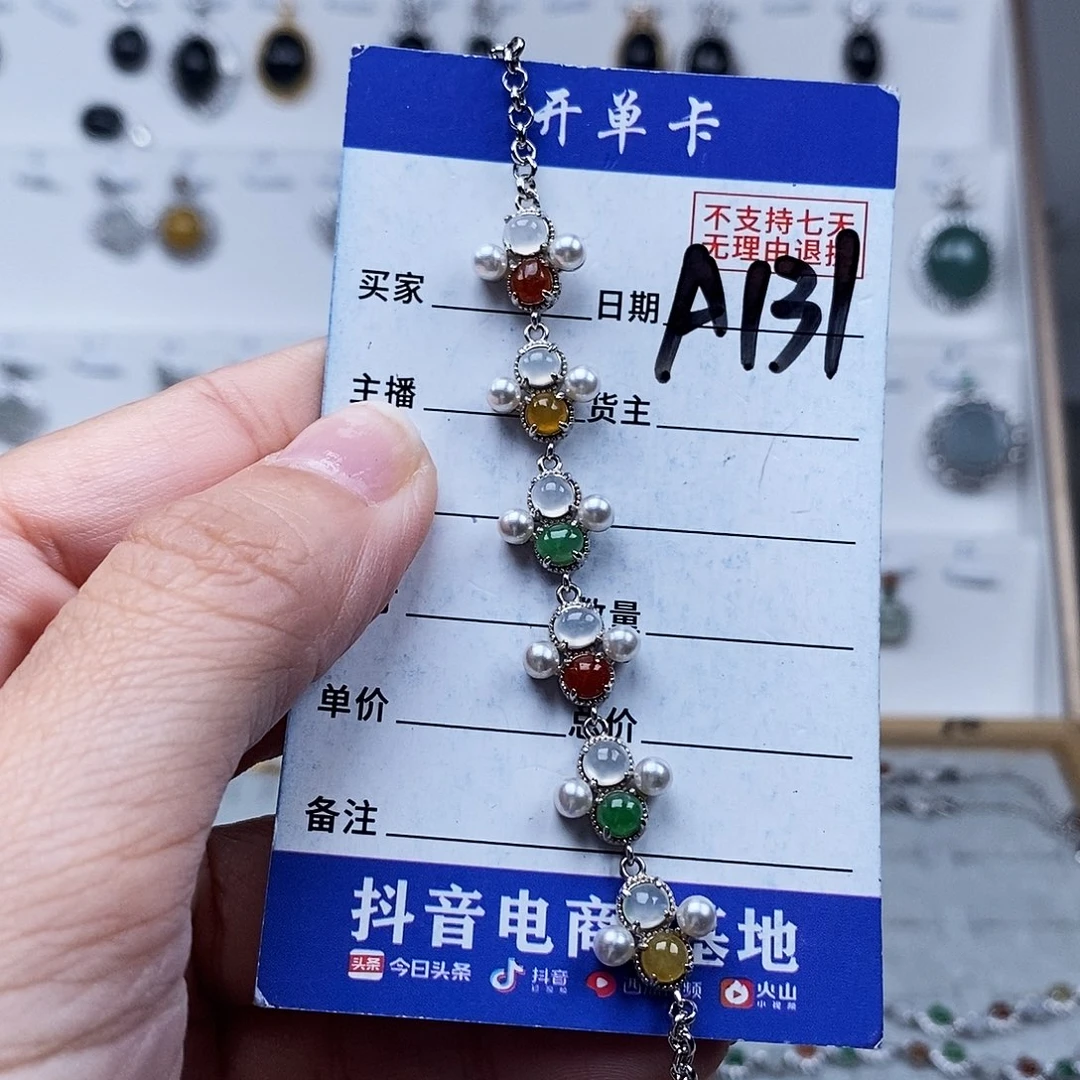 开单卡
不支持七天
无理由退
买家 日期 A131
主播 货主
数量
单价 总价
备注
抖音电商基地
头条 今日头条 抖音 火山